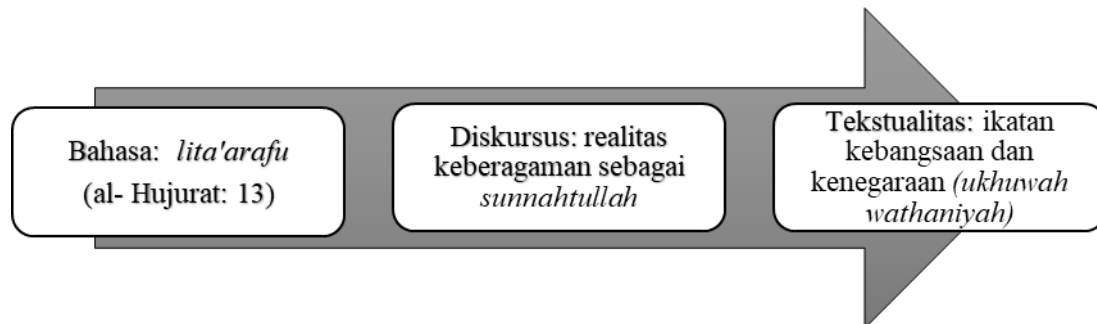 Bahasa: lita'arafu
(al- Hujurat: 13)
Diskursus: realitas
keberagaman sebagai
sunnahtullah
Tekstualitas: ikatan
kebangsaan dan
kenegaraan (ukhuwah
wathaniyah)